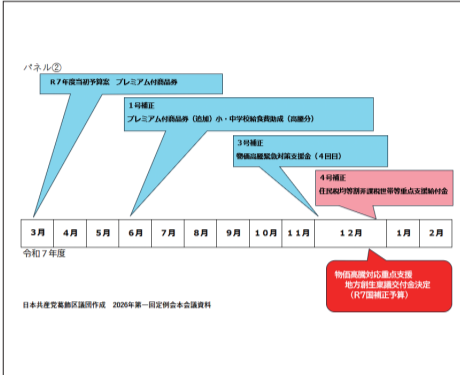 パネル②
R7年度当初予算案 プレミアム付商品券
1号補正
プレミアム付商品券（追加）小・中学校給食費助成（高騰分）
3号補正
物価高騰緊急対策支援金（4回目）
4号補正
住民税均等割非課税世帯等重点支援給付金
3月 4月 5月 6月 7月 8月 9月 10月 11月 12月 1月 2月
令和7年度
物価高騰対応重点支援
地方創生臨時交付金決定
（R7国補正予算）
日本共産党葛飾区議団作成 2026年第一回定例会本会議資料